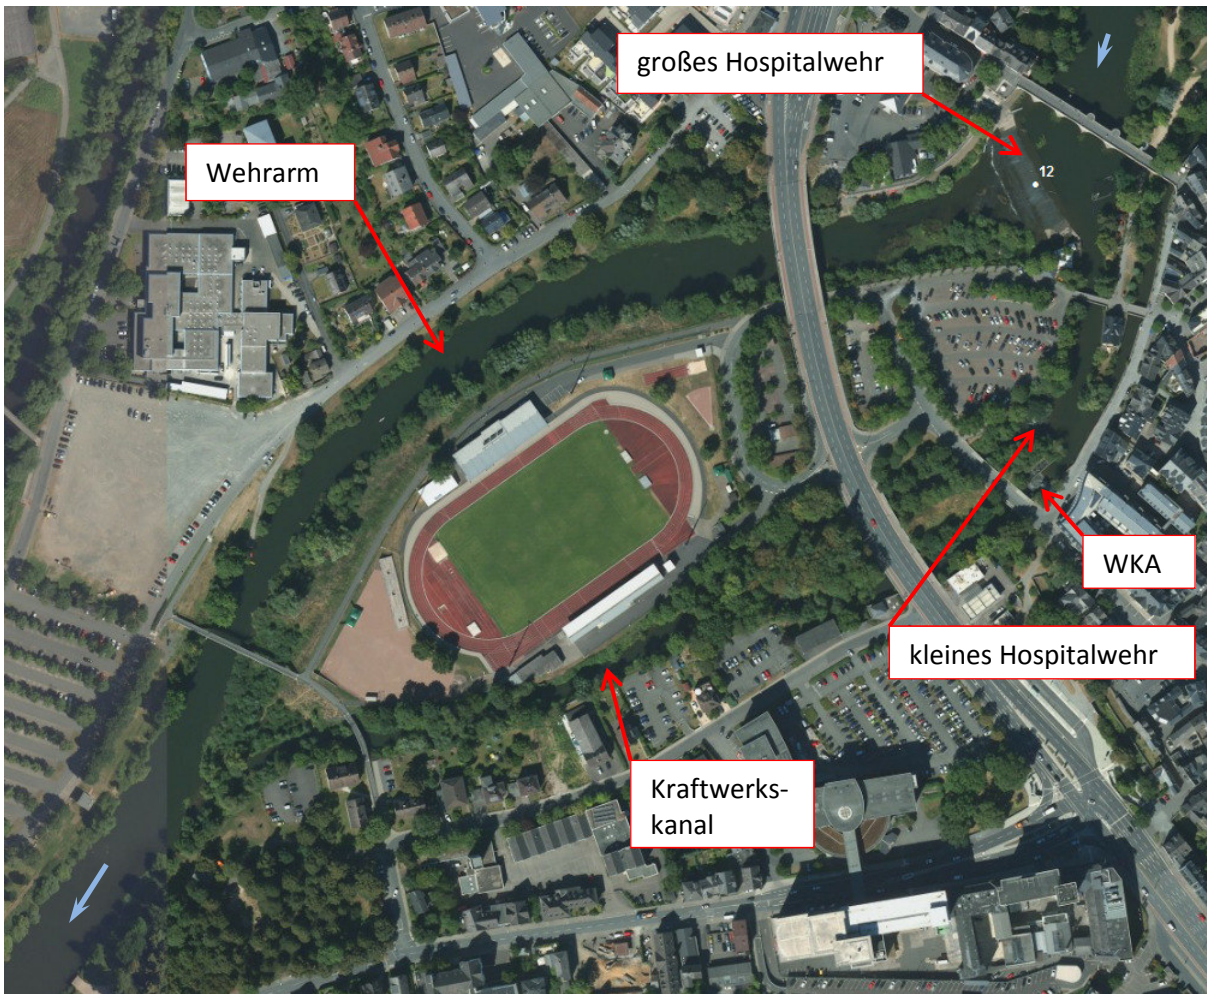 großes Hospitalwehr
12
Wehrarm
WKA
kleines Hospitalwehr
Kraftwerks-
kanal